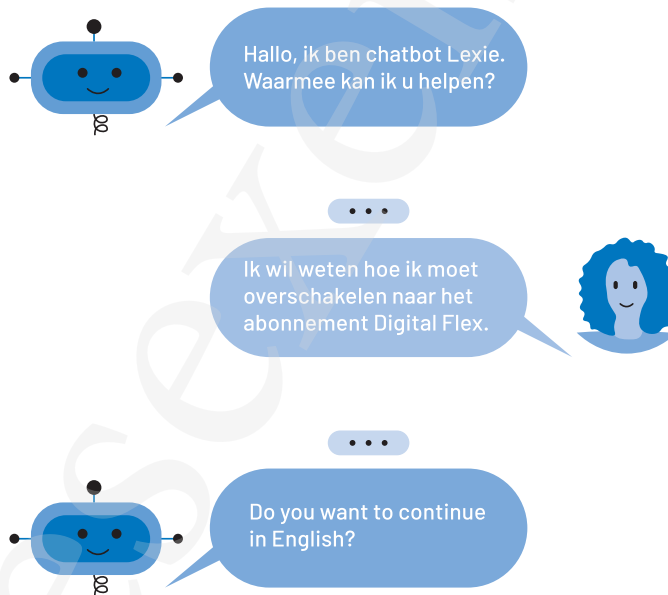 Hallo, ik ben chatbot Lexie.
Waarmee kan ik u helpen?
Ik wil weten hoe ik moet
overschakelen naar het
abonnement Digital Flex.
Do you want to continue
in English?